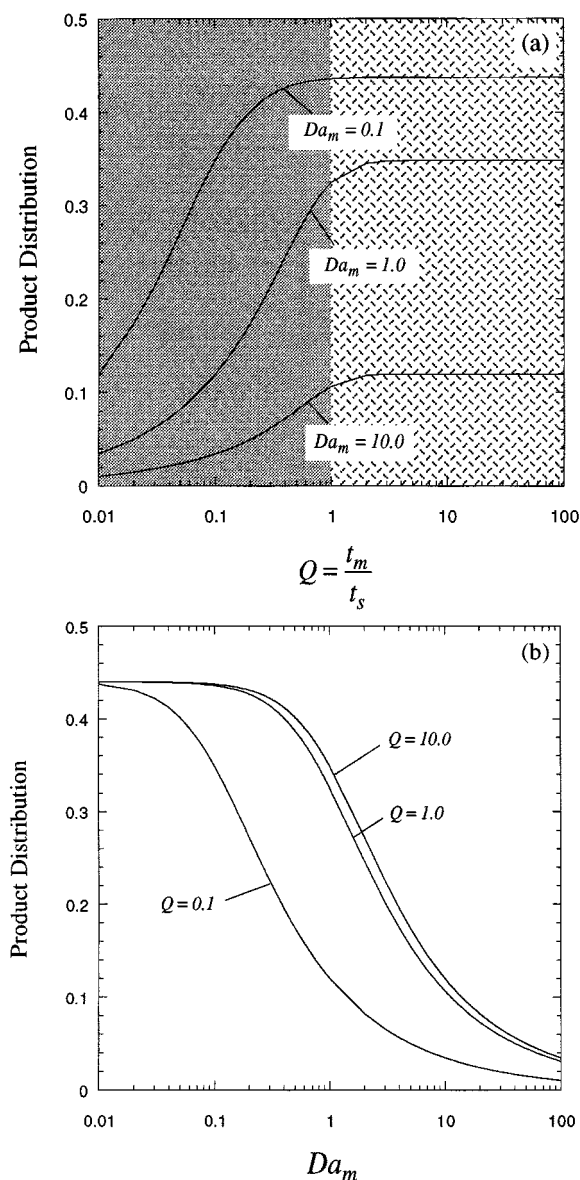 (a)
Product Distribution
0.5
0.4
0.3
0.2
0.1
0
Da_m = 0.1
Da_m = 1.0
Da_m = 10.0
0.01 0.1 1 10 100
Q = t_m / t_s
(b)
Product Distribution
0.5
0.4
0.3
0.2
0.1
0
Q = 10.0
Q = 1.0
Q = 0.1
0.01 0.1 1 10 100
Da_m